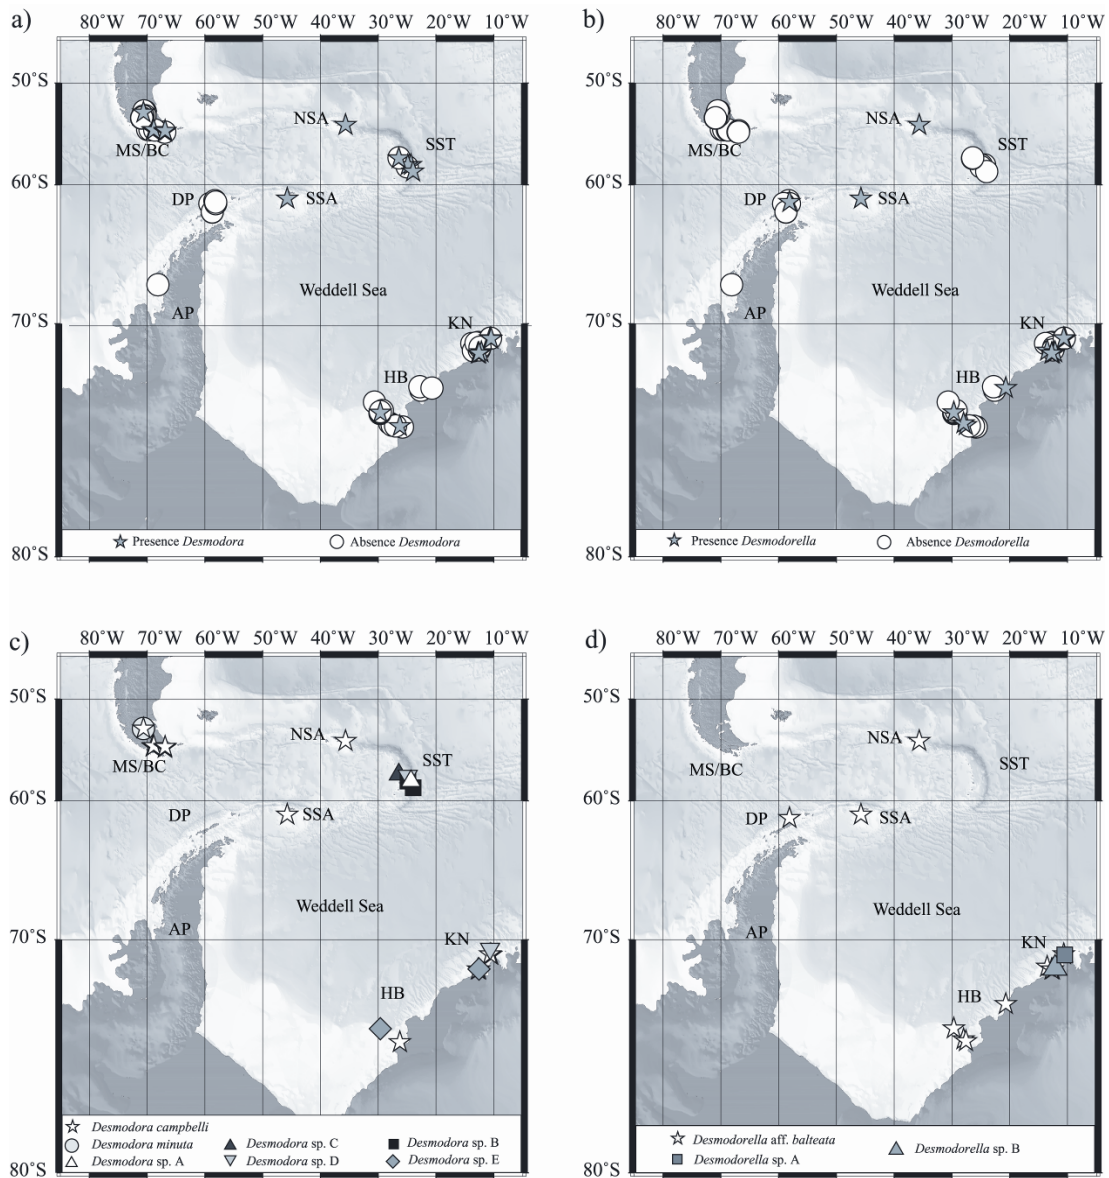 a)
80°W 70°W 60°W 50°W 40°W 30°W 20°W 10°W
50°S
60°S
70°S
80°S
NSA
SST
MS/BC
DP
SSA
Weddell Sea
AP
KN
HB
Presence Desmodora Absence Desmodora
b)
80°W 70°W 60°W 50°W 40°W 30°W 20°W 10°W
50°S
60°S
70°S
80°S
NSA
SST
MS/BC
DP
SSA
Weddell Sea
AP
KN
HB
Presence Desmodorella Absence Desmodorella
c)
80°W 70°W 60°W 50°W 40°W 30°W 20°W 10°W
50°S
60°S
70°S
80°S
NSA
SST
MS/BC
DP
SSA
Weddell Sea
AP
KN
HB
Desmodora campbelli
Desmodora minuta Desmodora sp. C Desmodora sp. B
Desmodora sp. A Desmodora sp. D Desmodora sp. E
d)
80°W 70°W 60°W 50°W 40°W 30°W 20°W 10°W
50°S
60°S
70°S
80°S
NSA
SST
MS/BC
DP
SSA
Weddell Sea
AP
KN
HB
Desmodorella aff. balteata
Desmodorella sp. A Desmodorella sp. B